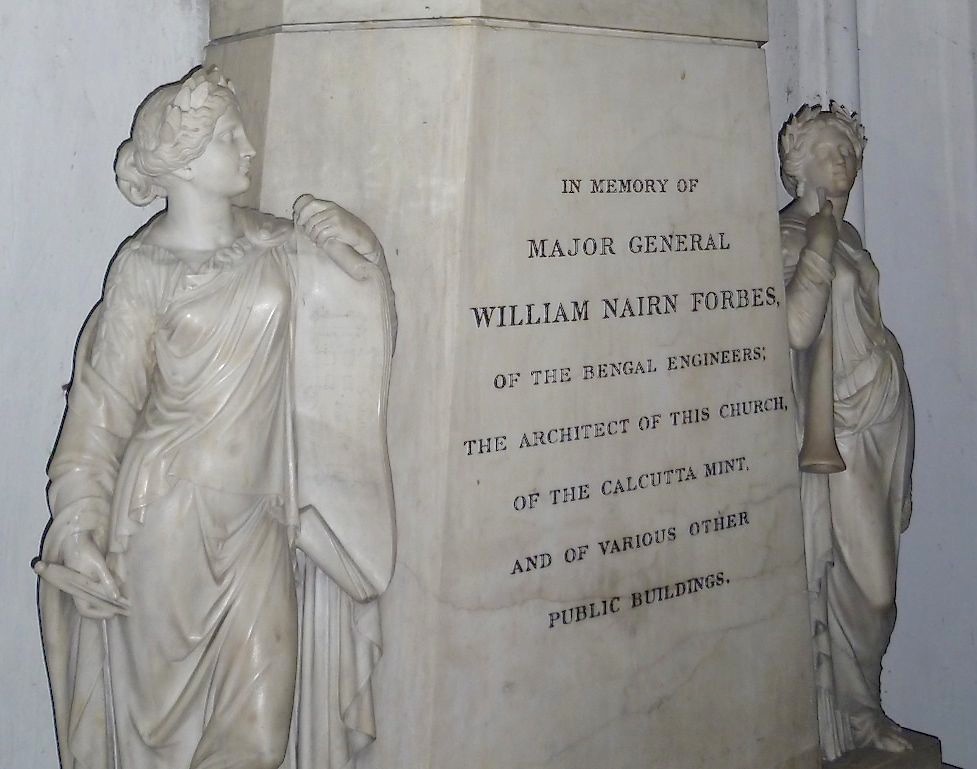 IN MEMORY OF
MAJOR GENERAL
WILLIAM NAIRN FORBES,
OF THE BENGAL ENGINEERS;
THE ARCHITECT OF THIS CHURCH,
OF THE CALCUTTA MINT,
AND OF VARIOUS OTHER
PUBLIC BUILDINGS.